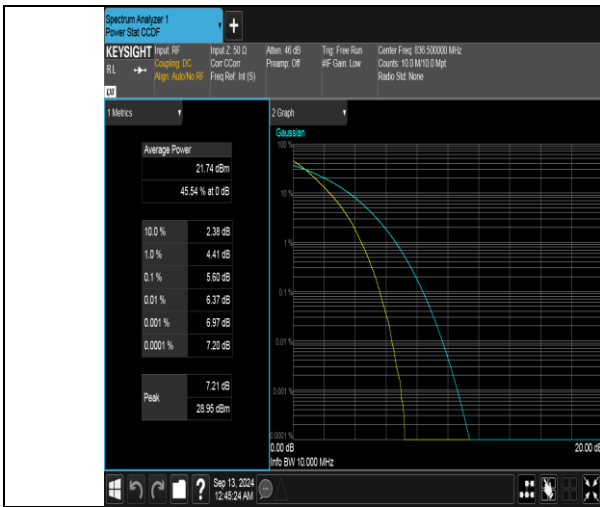 Spectrum Analyzer 1
Power Stat CCDF
+
KEYSIGHT Input: RF Input Z: 50 Ω Atten: 46 dB Trig: Free Run Center Freq: 836.500000 MHz
RL Coupling: DC Corr CCorr Preamp: Off #IF Gain: Low Counts: 10.0 M/10.0 Mpt
Align: Auto/No RF Freq Ref: Int (S) Radio Std: None
LXI
1 Metrics
Average Power
21.74 dBm
45.54 % at 0 dB
10.0 % 2.38 dB
1.0 % 4.41 dB
0.1 % 5.60 dB
0.01 % 6.37 dB
0.001 % 6.97 dB
0.0001 % 7.20 dB
Peak 7.21 dB
28.95 dBm
2 Graph
Gaussian
100 %
10 %
1 %
0.1 %
0.01 %
0.001 %
0.0001 %
0.00 dB 20.00 dB
Info BW 10.000 MHz
? Sep 13, 2024
12:45:24 AM